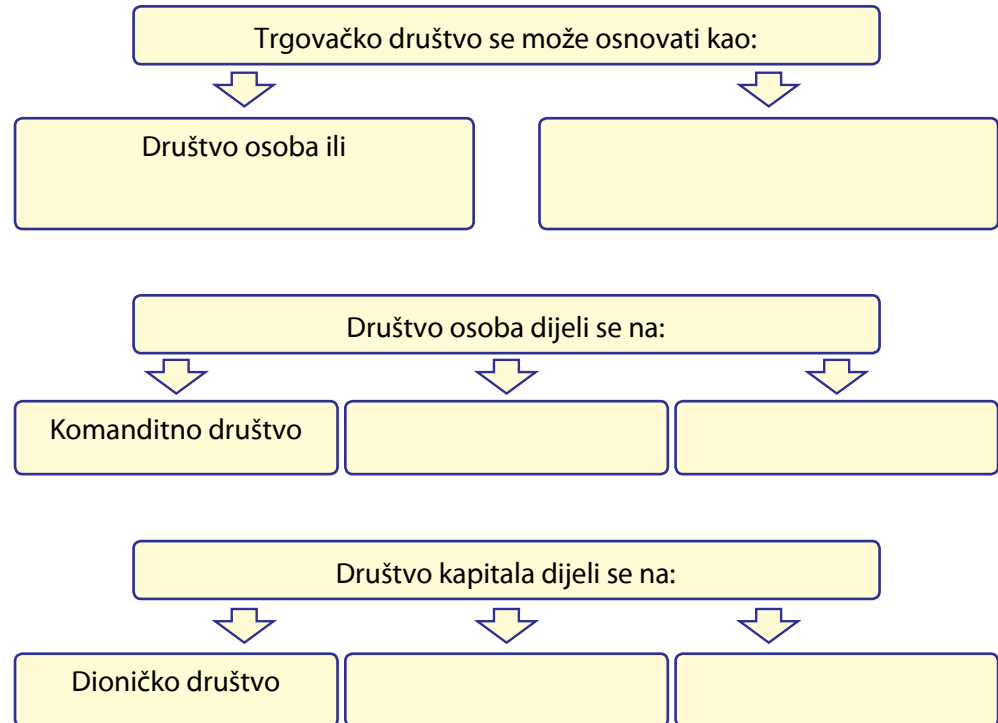 Trgovačko društvo se može osnovati kao:
Društvo osoba ili
Društvo osoba dijeli se na:
Komanditno društvo
Društvo kapitala dijeli se na:
Dioničko društvo